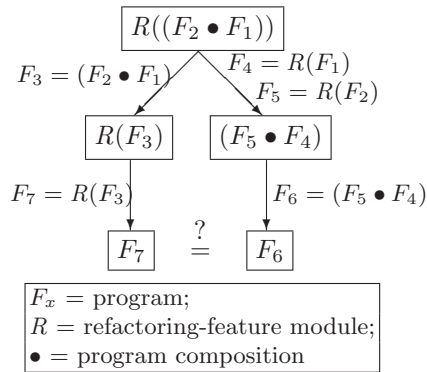 R((F₂ • F₁))
F₃ = (F₂ • F₁)
F₄ = R(F₁)
F₅ = R(F₂)
R(F₃)
(F₅ • F₄)
F₇ = R(F₃)
F₆ = (F₅ • F₄)
?
F₇ = F₆
Fₓ = program;
R = refactoring-feature module;
• = program composition